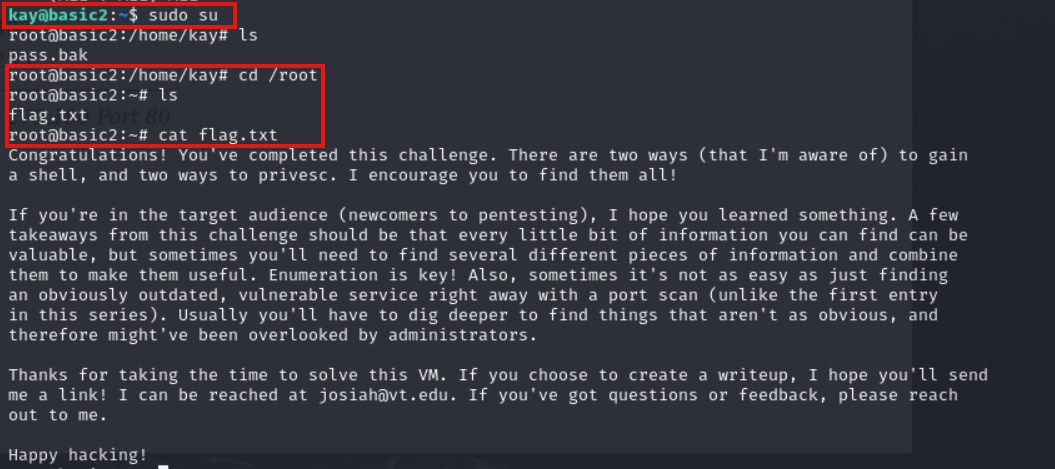 kay@basic2:~$ sudo su
root@basic2:/home/kay# ls
pass.bak
root@basic2:/home/kay# cd /root
root@basic2:~# ls
flag.txt
Port 80
root@basic2:~# cat flag.txt
Congratulations! You've completed this challenge. There are two ways (that I'm aware of) to gain
a shell, and two ways to privesc. I encourage you to find them all!
If you're in the target audience (newcomers to pentesting), I hope you learned something. A few
takeaways from this challenge should be that every little bit of information you can find can be
valuable, but sometimes you'll need to find several different pieces of information and combine
them to make them useful. Enumeration is key! Also, sometimes it's not as easy as just finding
an obviously outdated, vulnerable service right away with a port scan (unlike the first entry
in this series). Usually you'll have to dig deeper to find things that aren't as obvious, and
therefore might've been overlooked by administrators.
Thanks for taking the time to solve this VM. If you choose to create a writeup, I hope you'll send
me a link! I can be reached at josiah@vt.edu. If you've got questions or feedback, please reach
out to me.
Happy hacking!